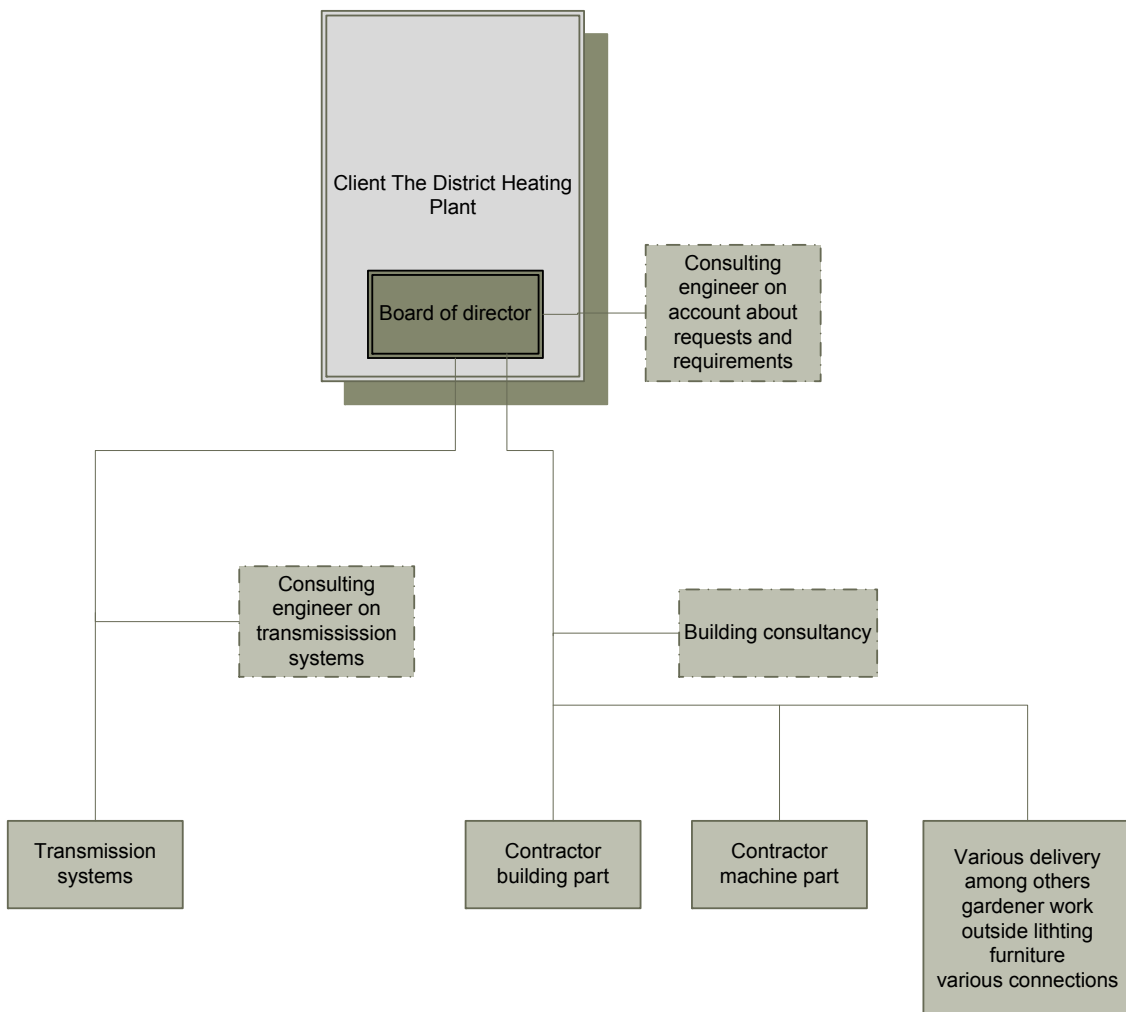 Client The District Heating
Plant
Board of director
Consulting
engineer on
account about
requests and
requirements
Consulting
engineer on
transmississión
systems
Building consultancy
Transmission
systems
Contractor
building part
Contractor
machine part
Various delivery
among others
gardener work
outside lithting
furniture
various connections